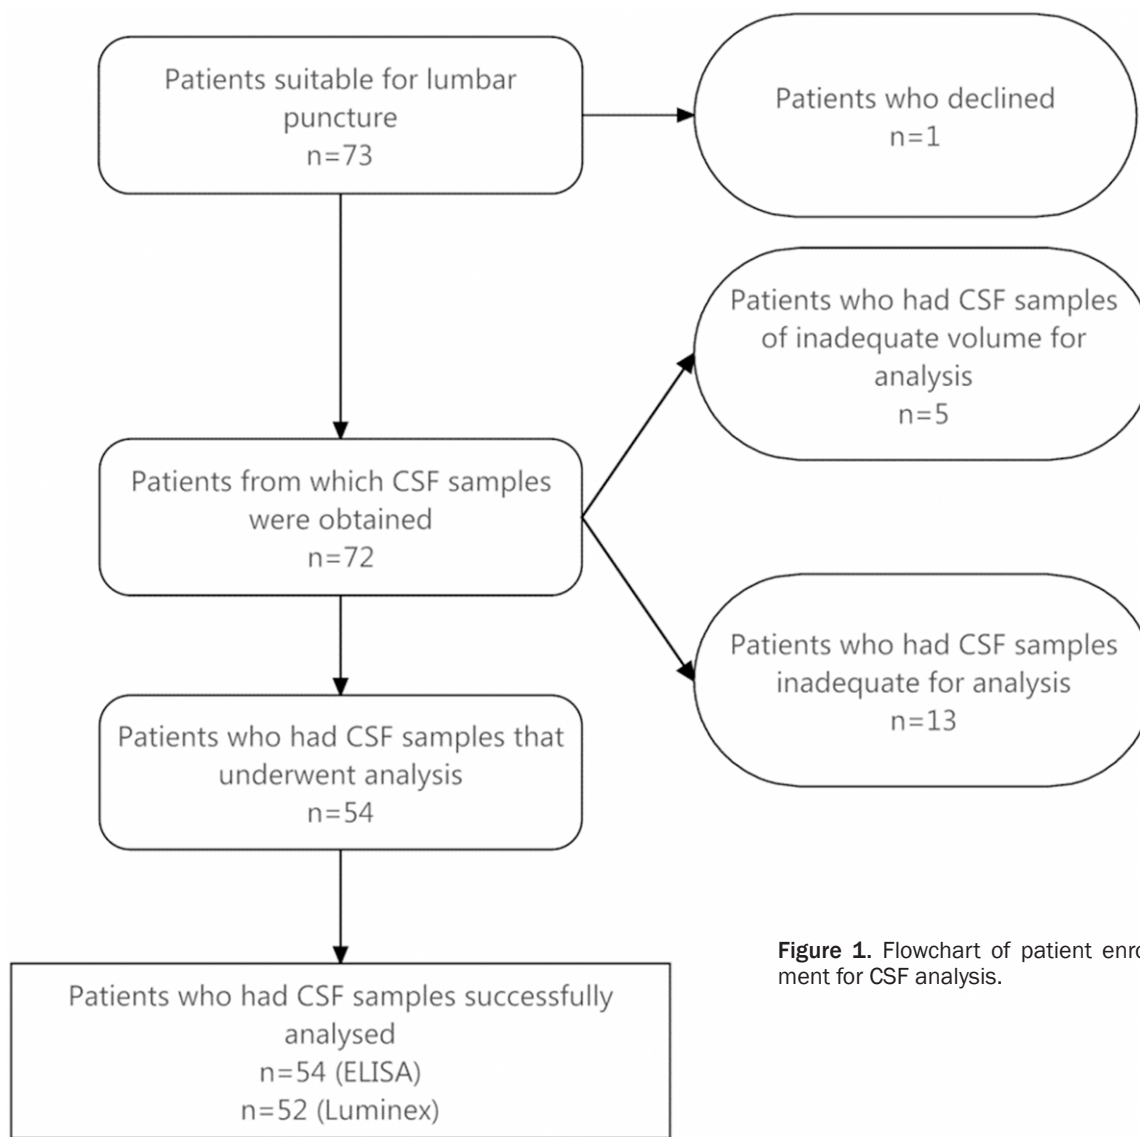 Patients suitable for lumbar
puncture
n=73
Patients who declined
n=1
Patients who had CSF samples
of inadequate volume for
analysis
n=5
Patients from which CSF samples
were obtained
n=72
Patients who had CSF samples
inadequate for analysis
n=13
Patients who had CSF samples that
underwent analysis
n=54
Patients who had CSF samples successfully
analysed
n=54 (ELISA)
n=52 (Luminex)
Figure 1. Flowchart of patient
ment for CSF analysis.